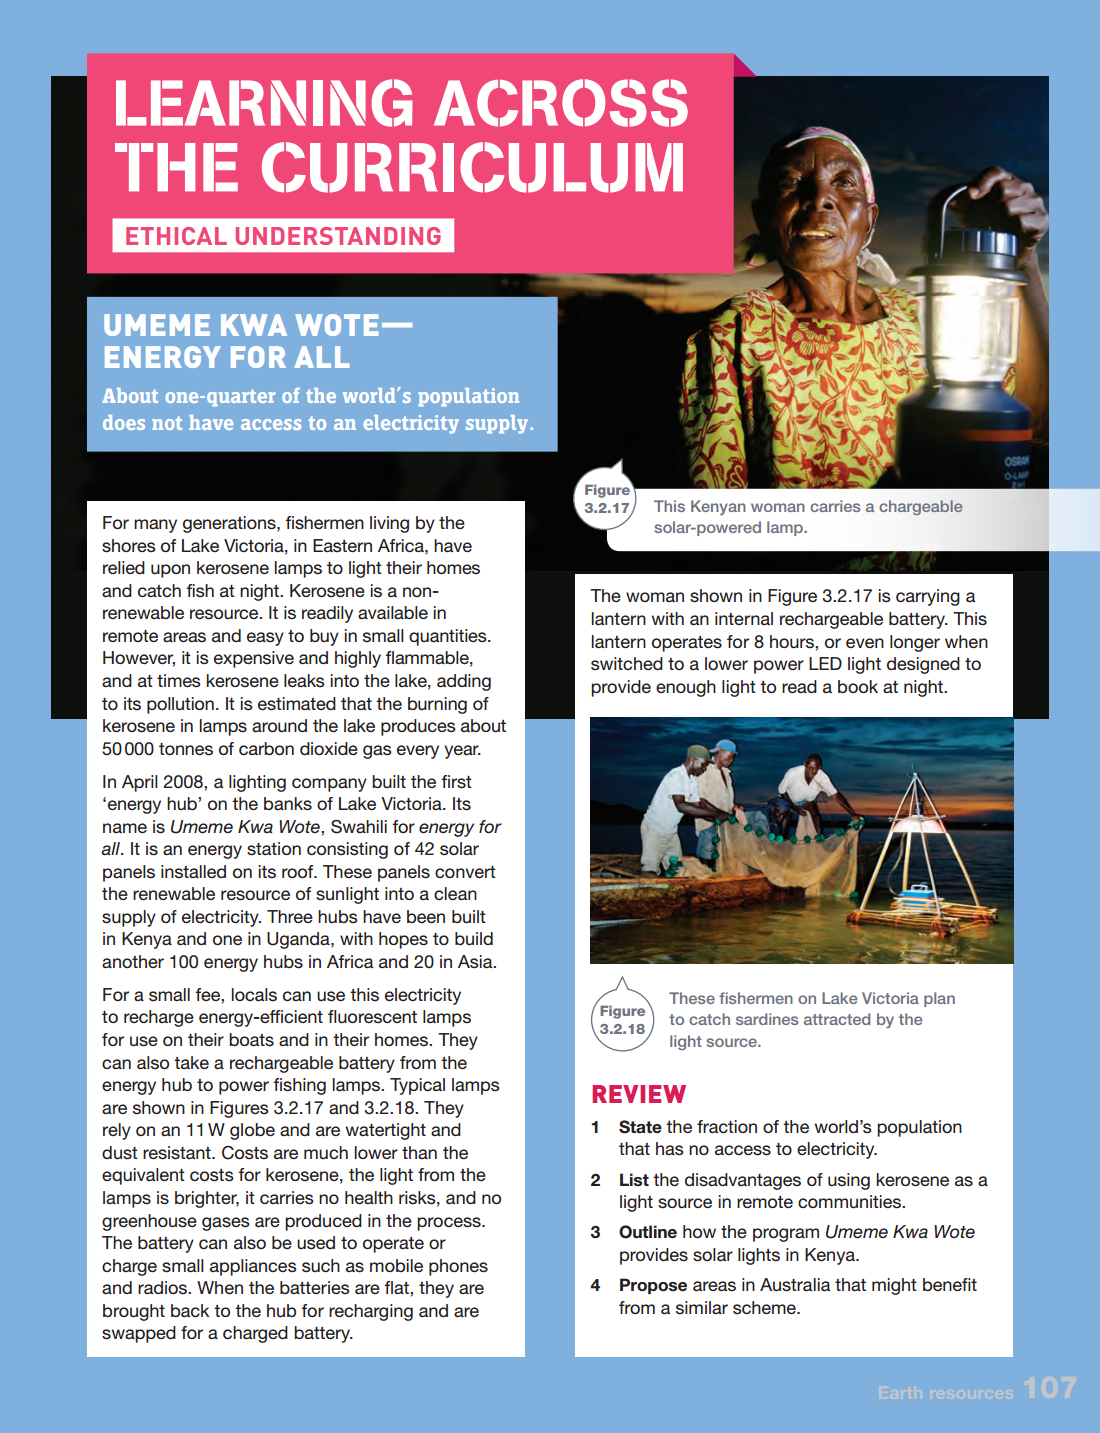 LEARNING ACROSS
THE CURRICULUM
ETHICAL UNDERSTANDING
UMEME KWA WOTE—
ENERGY FOR ALL
About one-quarter of the world's population
does not have access to an electricity supply.
For many generations, fishermen living by the
shores of Lake Victoria, in Eastern Africa, have
relied upon kerosene lamps to light their homes
and catch fish at night. Kerosene is a non-
renewable resource. It is readily available in
remote areas and easy to buy in small quantities.
However, it is expensive and highly flammable,
and at times kerosene leaks into the lake, adding
to its pollution. It is estimated that the burning of
kerosene in lamps around the lake produces about
50 000 tonnes of carbon dioxide gas every year.
In April 2008, a lighting company built the first
‘energy hub’ on the banks of Lake Victoria. Its
name is Umeme Kwa Wote, Swahili for energy for
all. It is an energy station consisting of 42 solar
panels installed on its roof. These panels convert
the renewable resource of sunlight into a clean
supply of electricity. Three hubs have been built
in Kenya and one in Uganda, with hopes to build
another 100 energy hubs in Africa and 20 in Asia.
For a small fee, locals can use this electricity
to recharge energy-efficient fluorescent lamps
for use on their boats and in their homes. They
can also take a rechargeable battery from the
energy hub to power fishing lamps. Typical lamps
are shown in Figures 3.2.17 and 3.2.18. They
rely on an 11 W globe and are watertight and
dust resistant. Costs are much lower than the
equivalent costs for kerosene, the light from the
lamps is brighter, it carries no health risks, and no
greenhouse gases are produced in the process.
The battery can also be used to operate or
charge small appliances such as mobile phones
and radios. When the batteries are flat, they are
brought back to the hub for recharging and are
swapped for a charged battery.
OSRAM
Figure
3.2.17
This Kenyan woman carries a chargeable
solar-powered lamp.
The woman shown in Figure 3.2.17 is carrying a
lantern with an internal rechargeable battery. This
lantern operates for 8 hours, or even longer when
switched to a lower power LED light designed to
provide enough light to read a book at night.
Figure
3.2.18
These fishermen on Lake Victoria plan
to catch sardines attracted by the
light source.
REVIEW
1 State the fraction of the world’s population
that has no access to electricity.
2 List the disadvantages of using kerosene as a
light source in remote communities.
3 Outline how the program Umeme Kwa Wote
provides solar lights in Kenya.
4 Propose areas in Australia that might benefit
from a similar scheme.
Earth resources 107